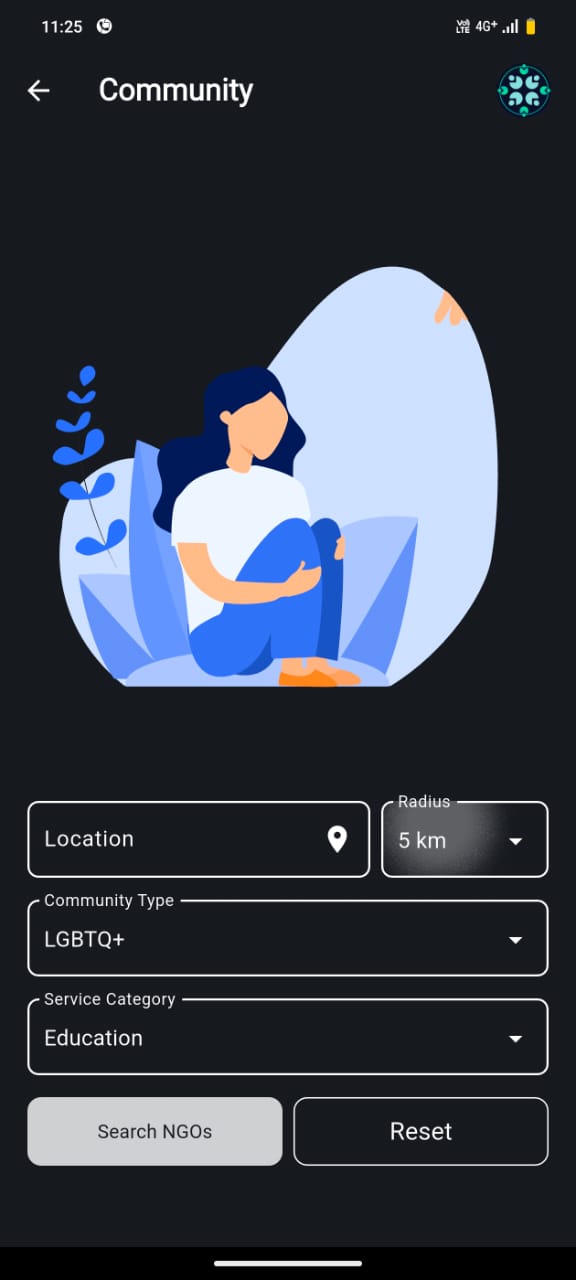 11:25 Vo) LTE 4G+
Community
Radius
Location 5 km
Community Type
LGBTQ+
Service Category
Education
Search NGOs Reset